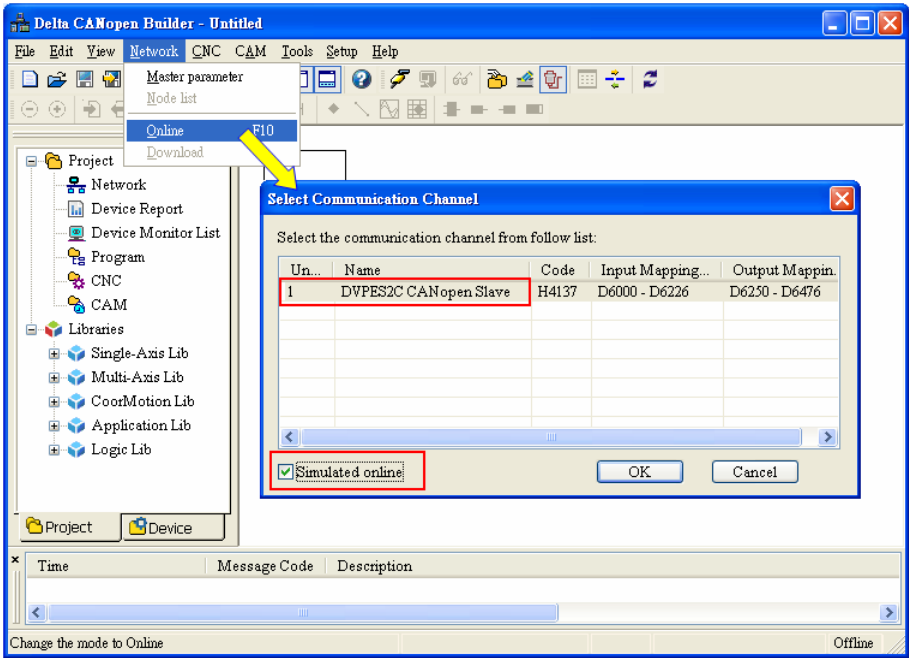 Delta CANopen Builder - Untitled
File Edit View Network CNC CAM Tools Setup Help
Master parameter
Node list
Online F10
Download
Project
Network
Device Report
Device Monitor List
Program
CNC
CAM
Libraries
Single-Axis Lib
Multi-Axis Lib
CoorMotion Lib
Application Lib
Logic Lib
Project Device
Select Communication Channel
Select the communication channel from follow list:
Un... Name Code Input Mapping... Output Mappin.
1 DVPES2C CANopen Slave H4137 D6000 - D6226 D6250 - D6476
Simulated online OK Cancel
Time Message Code Description
Change the mode to Online Offline